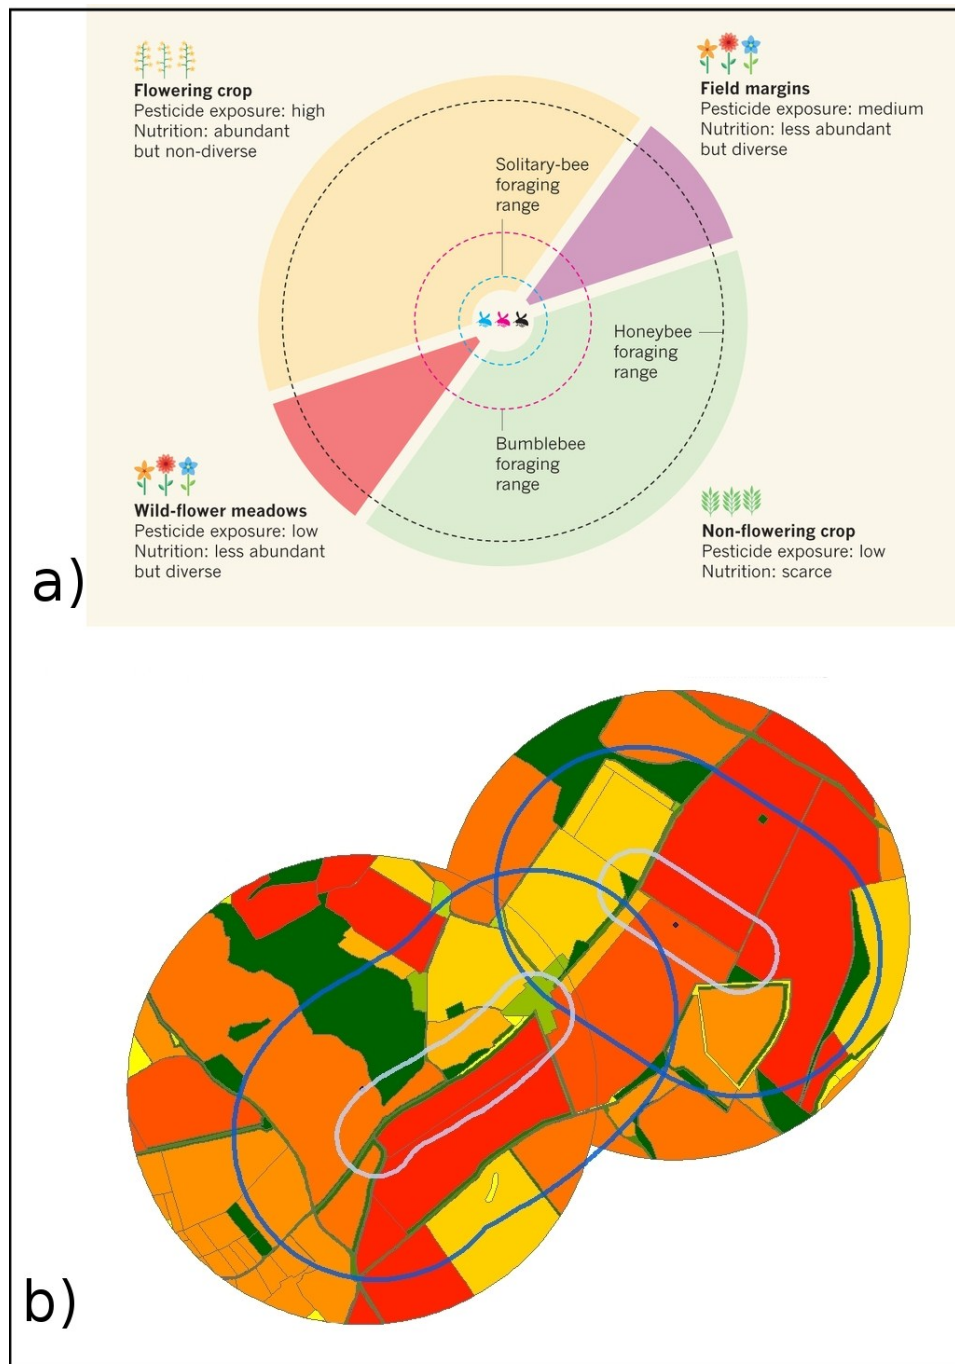 Flowering crop
Pesticide exposure: high
Nutrition: abundant
but non-diverse
Field margins
Pesticide exposure: medium
Nutrition: less abundant
but diverse
Solitary-bee
foraging
range
Honeybee
foraging
range
Bumblebee
foraging
range
Wild-flower meadows
Pesticide exposure: low
Nutrition: less abundant
but diverse
Non-flowering crop
Pesticide exposure: low
Nutrition: scarce
a)
b)